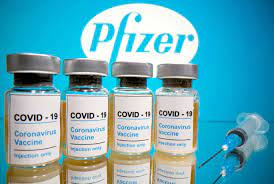 Pfizer
COVID - 19
Coronavirus
Vaccine
Injection only
COVID - 19
Coronavirus
Vaccine
Injection only
COVID - 19
Coronavirus
Vaccine
Injection only
COVID - 19
Coronavirus
Vaccine
Injection only